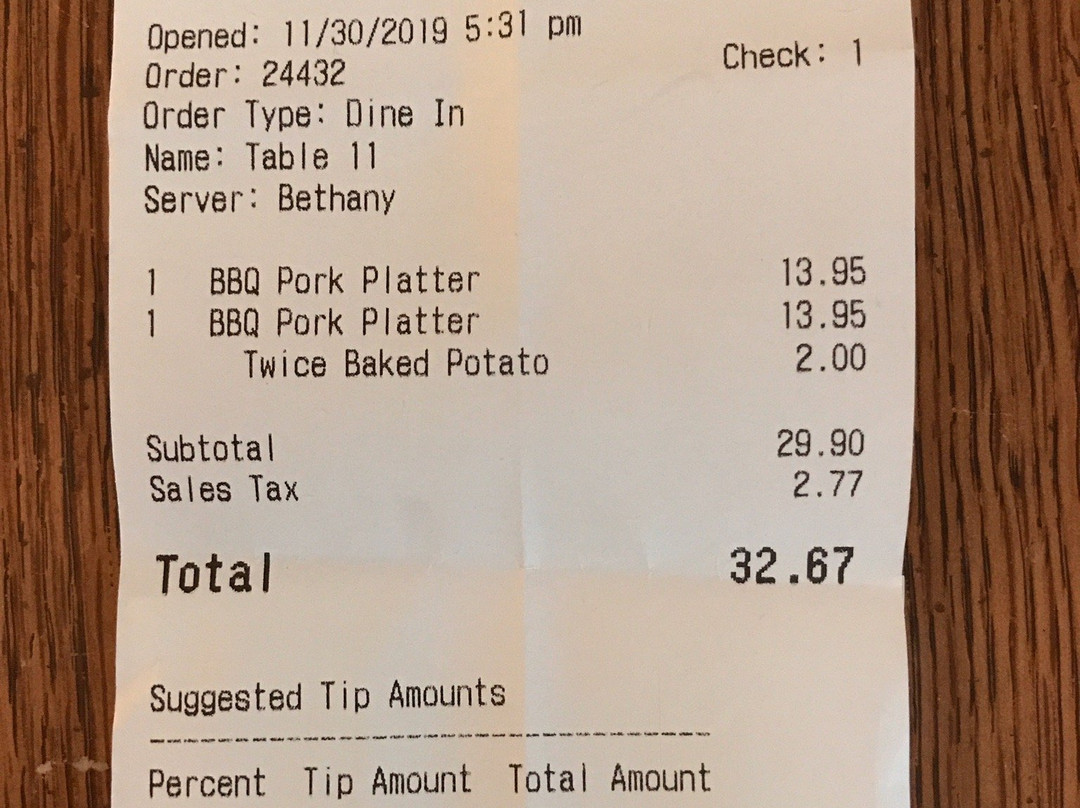 Opened: 11/30/2019 5:31 pm
Check: 1
Order: 24432
Order Type: Dine In
Name: Table 11
Server: Bethany
1 BBQ Pork Platter 13.95
1 BBQ Pork Platter 13.95
Twice Baked Potato 2.00
Subtotal 29.90
Sales Tax 2.77
Total 32.67
Suggested Tip Amounts
Percent Tip Amount Total Amount